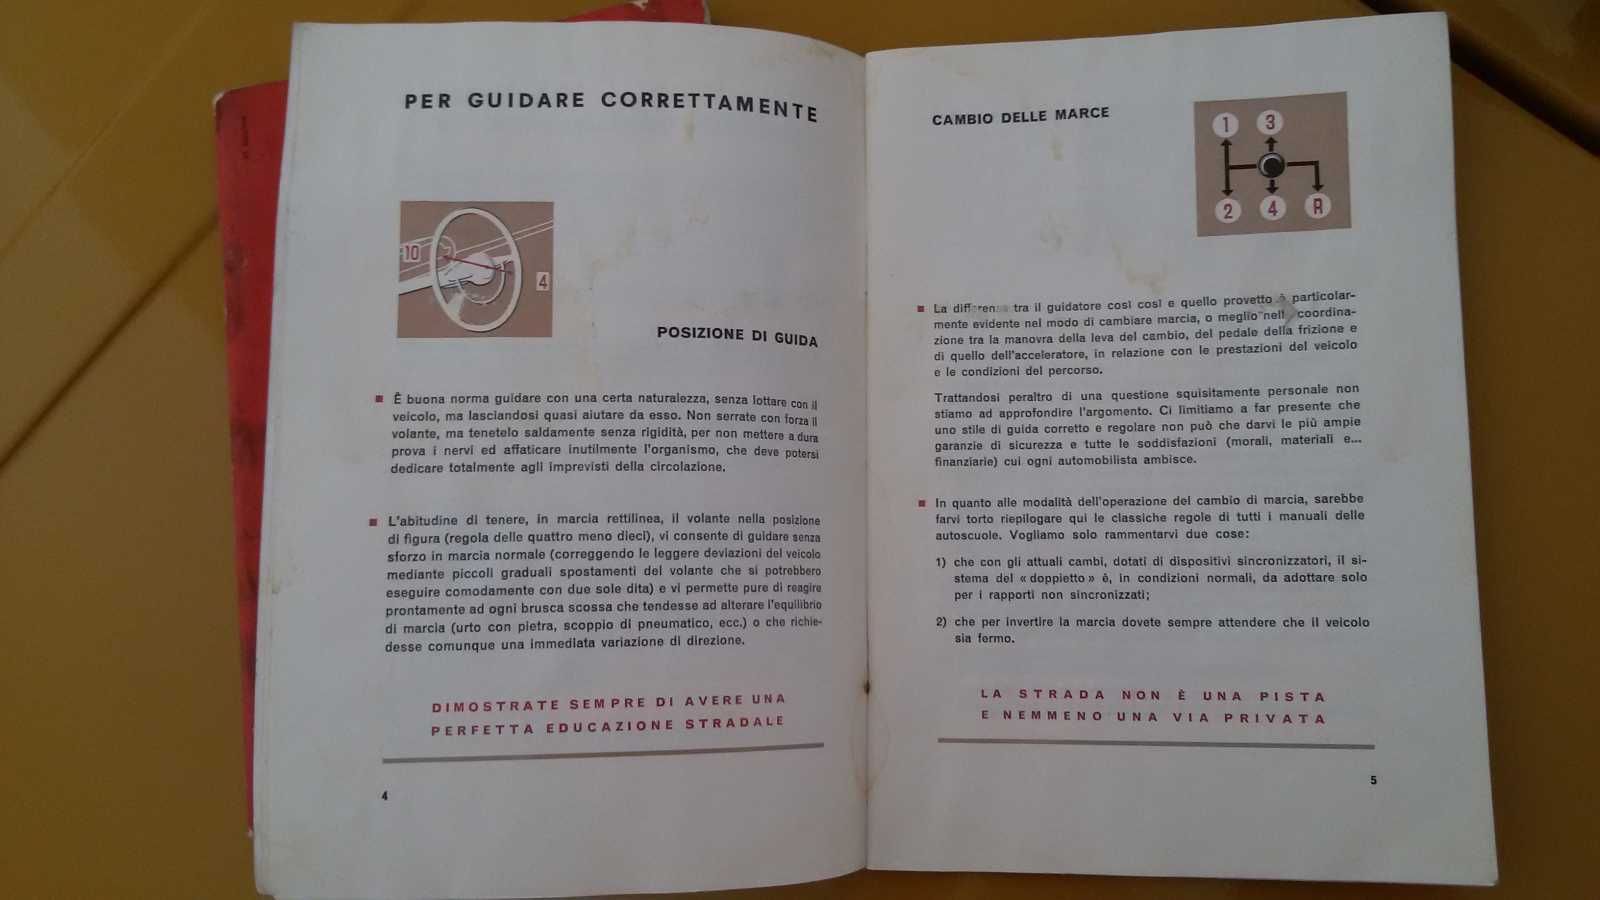 PER GUIDARE CORRETTAMENTE
10
4
POSIZIONE DI GUIDA
È buona norma guidare con una certa naturalezza, senza lottare con il
veicolo, ma lasciandosi quasi aiutare da esso. Non serrate con forza il
volante, ma tenetelo saldamente senza rigidità, per non mettere a dura
prova i nervi ed affaticare inutilmente l'organismo, che deve potersi
dedicare totalmente agli imprevisti della circolazione.
L'abitudine di tenere, in marcia rettilinea, il volante nella posizione
di figura (regola delle quattro meno dieci), vi consente di guidare senza
sforzo in marcia normale (correggendo le leggere deviazioni del veicolo
mediante piccoli graduali spostamenti del volante che si potrebbero
eseguire comodamente con due sole dita) e vi permette pure di reagire
prontamente ad ogni brusca scossa che tendesse ad alterare l'equilibrio
di marcia (urto con pietra, scoppio di pneumatico, ecc.) o che richie-
desse comunque una immediata variazione di direzione.
DIMOSTRATE SEMPRE DI AVERE UNA
PERFETTA EDUCAZIONE STRADALE
4
CAMBIO DELLE MARCE
1 3
2 4 R
La differenza tra il guidatore così così e quello provetto è particolar-
mente evidente nel modo di cambiare marcia, o meglio coordina-
zione tra la manovra della leva del cambio, del pedale della frizione e
di quello dell'acceleratore, in relazione con le prestazioni del veicolo
e le condizioni del percorso.
Trattandosi peraltro di una questione squisitamente personale non
stiamo ad approfondire l'argomento. Ci limitiamo a far presente che
uno stile di guida corretto e regolare non può che darvi le più ampie
garanzie di sicurezza e tutte le soddisfazioni (morali, materiali e...
finanziarie) cui ogni automobilista ambisce.
In quanto alle modalità dell'operazione del cambio di marcia, sarebbe
farvi torto riepilogare qui le classiche regole di tutti i manuali delle
autoscuole. Vogliamo solo rammentarvi due cose:
1) che con gli attuali cambi, dotati di dispositivi sincronizzatori, il si-
stema del « doppietto » è, in condizioni normali, da adottare solo
per i rapporti non sincronizzati;
2) che per invertire la marcia dovete sempre attendere che il veicolo
sia fermo.
LA STRADA NON È UNA PISTA
E NEMMENO UNA VIA PRIVATA
5